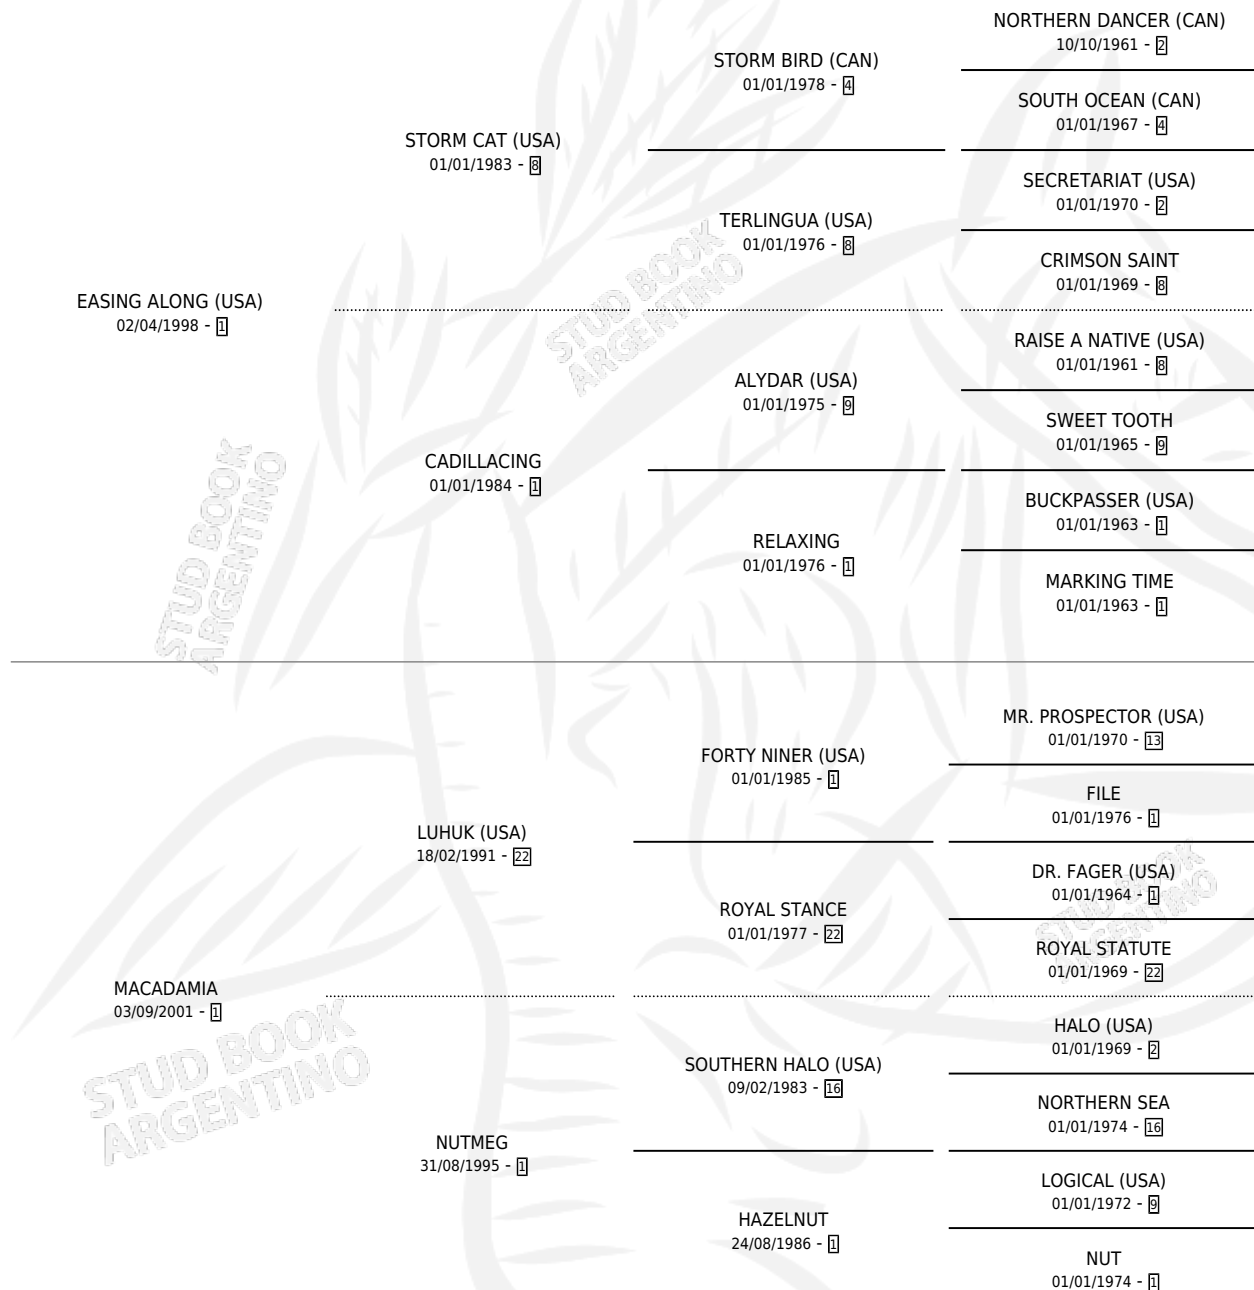 NORTHERN DANCER (CAN)
10/10/1961 - 2
STORM BIRD (CAN)
01/01/1978 - 4
SOUTH OCEAN (CAN)
01/01/1967 - 4
STORM CAT (USA)
01/01/1983 - 8
SECRETARIAT (USA)
01/01/1970 - 2
TERLINGUA (USA)
01/01/1976 - 8
CRIMSON SAINT
01/01/1969 - 8
EASING ALONG (USA)
02/04/1998 - 1
STUD BOOK
ARGENTINO
RAISE A NATIVE (USA)
01/01/1961 - 8
ALYDAR (USA)
01/01/1975 - 9
SWEET TOOTH
01/01/1965 - 9
CADILLACING
01/01/1984 - 1
BUCKPASSER (USA)
01/01/1963 - 1
RELAXING
01/01/1976 - 1
MARKING TIME
01/01/1963 - 1
STUD BOOK
ARGENTINO
MR. PROSPECTOR (USA)
01/01/1970 - 13
FORTY NINER (USA)
01/01/1985 - 1
FILE
01/01/1976 - 1
LUHUK (USA)
18/02/1991 - 22
DR. FAGER (USA)
01/01/1964 - 1
ROYAL STANCE
01/01/1977 - 22
ROYAL STATUTE
01/01/1969 - 22
STUD BOOK
ARGENTINO
MACADAMIA
03/09/2001 - 1
STUD BOOK
ARGENTINO
HALO (USA)
01/01/1969 - 2
SOUTHERN HALO (USA)
09/02/1983 - 16
NORTHERN SEA
01/01/1974 - 16
NUTMEG
31/08/1995 - 1
LOGICAL (USA)
01/01/1972 - 9
HAZELNUT
24/08/1986 - 1
NUT
01/01/1974 - 1